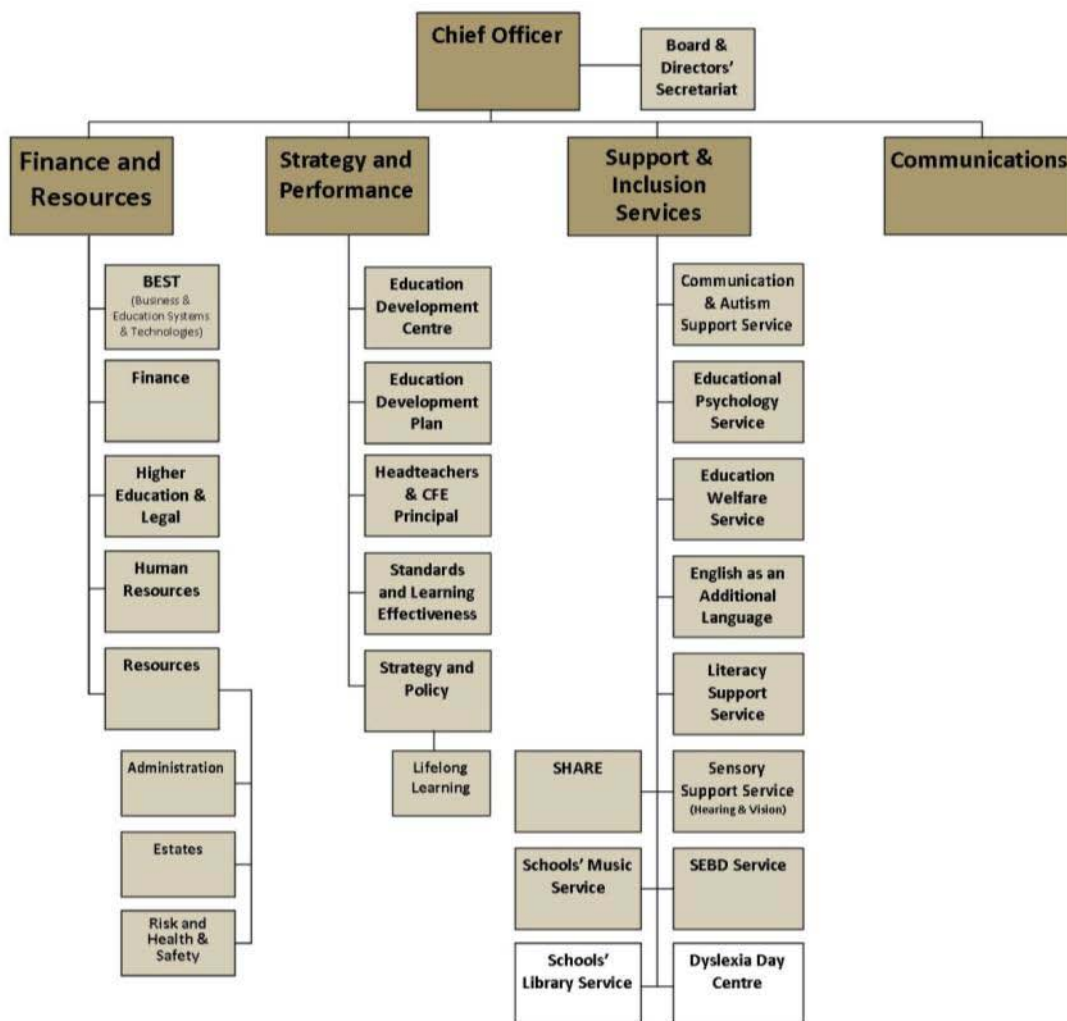 Chief Officer
Board &
Directors'
Secretariat
Finance and
Resources
Strategy and
Performance
Support &
Inclusion
Services
Communications
BEST
(Business &
Education Systems
& Technologies)
Finance
Higher
Education &
Legal
Human
Resources
Resources
Administration
Estates
Risk and
Health &
Safety
Education
Development
Centre
Education
Development
Plan
Headteachers
& CFE
Principal
Standards
and Learning
Effectiveness
Strategy and
Policy
Lifelong
Learning
Communication
& Autism
Support Service
Educational
Psychology
Service
Education
Welfare
Service
English as an
Additional
Language
Literacy
Support
Service
SHARE
Sensory
Support Service
(Hearing & Vision)
Schools' Music
Service
SEBD Service
Schools'
Library Service
Dyslexia Day
Centre